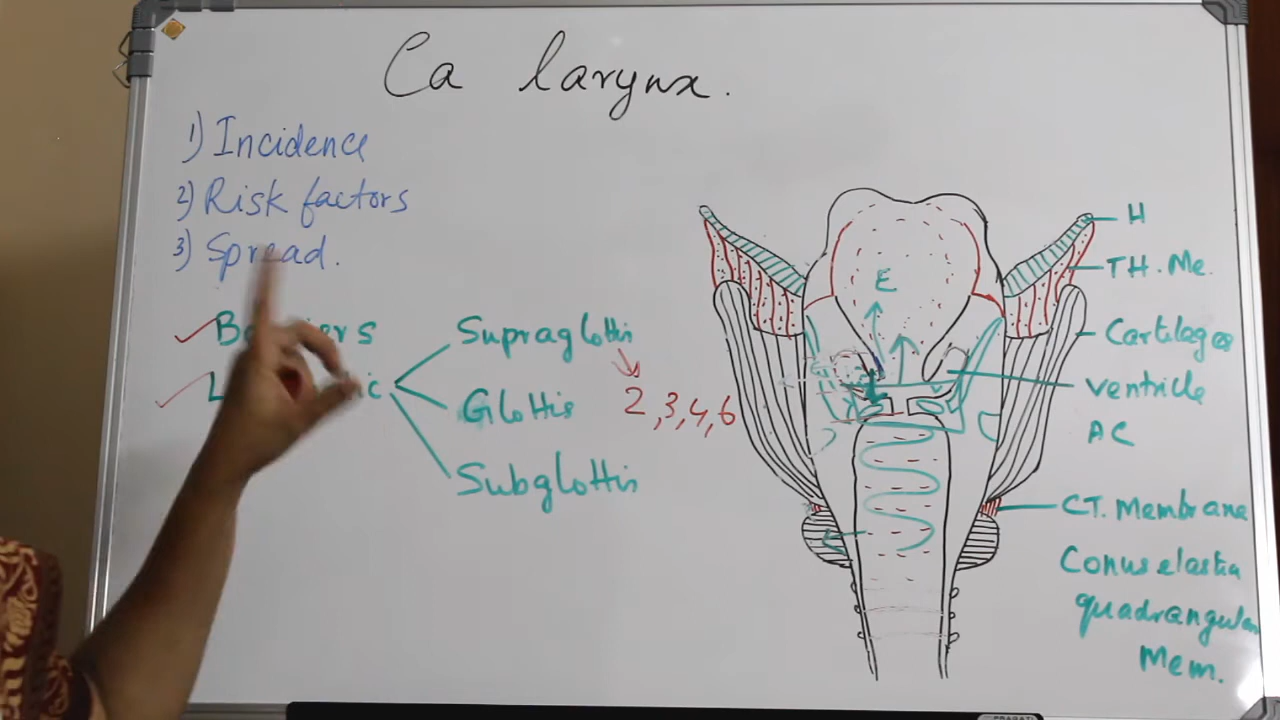 Ca larynx.
1) Incidence
2) Risk factors
3) Spread.
Supraglottis
Glottis
Subglottis
2,3,4,6
E
H
TH. Me.
Cartilages
Ventricle
AC
CT. Membrane
Conus elastic
quadrangular
Mem.